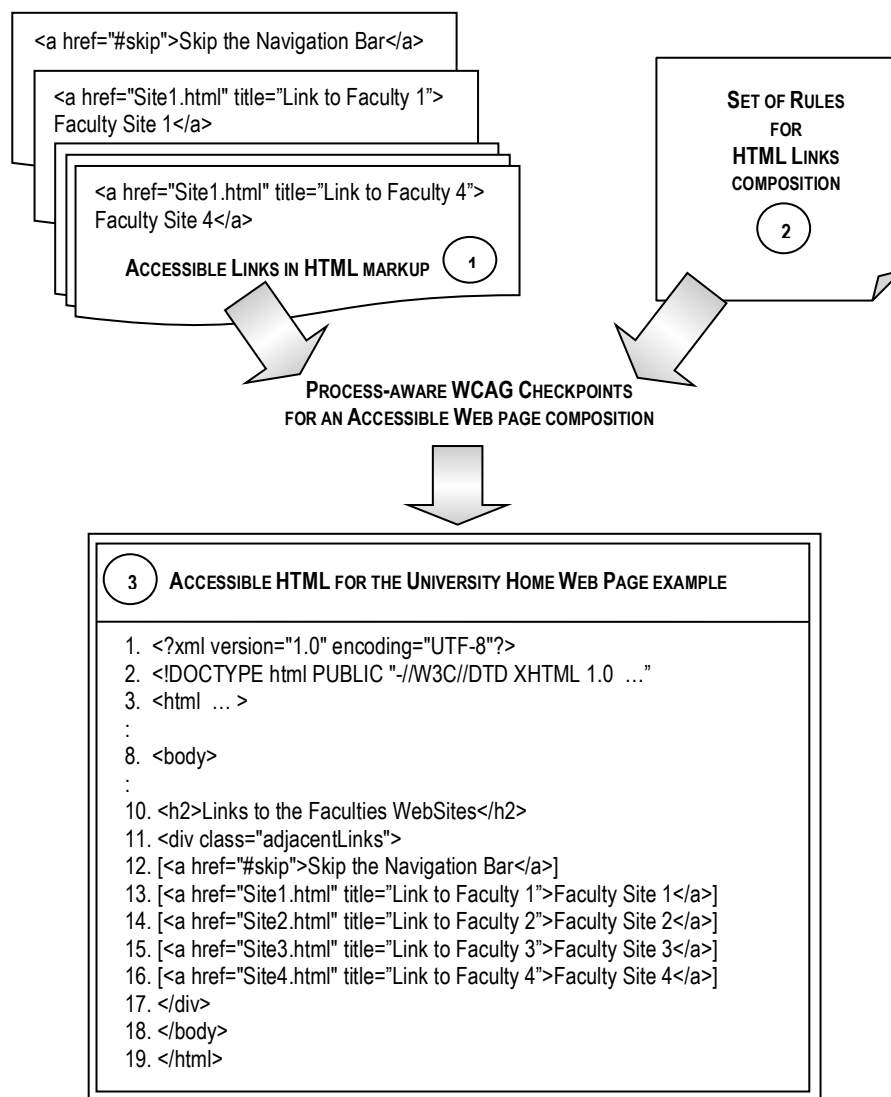 <a href="#skip">Skip the Navigation Bar</a>
<a href="Site1.html" title=”Link to Faculty 1”>
Faculty Site 1</a>
<a href="Site1.html" title=”Link to Faculty 4”>
Faculty Site 4</a>
ACCESSIBLE LINKS IN HTML MARKUP
1
SET OF RULES
FOR
HTML LINKS
COMPOSITION
2
PROCESS-AWARE WCAG CHECKPOINTS
FOR AN ACCESSIBLE WEB PAGE COMPOSITION
3 ACCESSIBLE HTML FOR THE UNIVERSITY HOME WEB PAGE EXAMPLE
1. <?xml version="1.0" encoding="UTF-8"?>
2. <!DOCTYPE html PUBLIC "-//W3C//DTD XHTML 1.0 …”
3. <html … >
:
8. <body>
:
10. <h2>Links to the Faculties WebSites</h2>
11. <div class="adjacentLinks">
12. [<a href="#skip">Skip the Navigation Bar</a>]
13. [<a href="Site1.html" title=”Link to Faculty 1”>Faculty Site 1</a>]
14. [<a href="Site2.html" title=”Link to Faculty 2”>Faculty Site 2</a>]
15. [<a href="Site3.html" title=”Link to Faculty 3”>Faculty Site 3</a>]
16. [<a href="Site4.html" title=”Link to Faculty 4”>Faculty Site 4</a>]
17. </div>
18. </body>
19. </html>